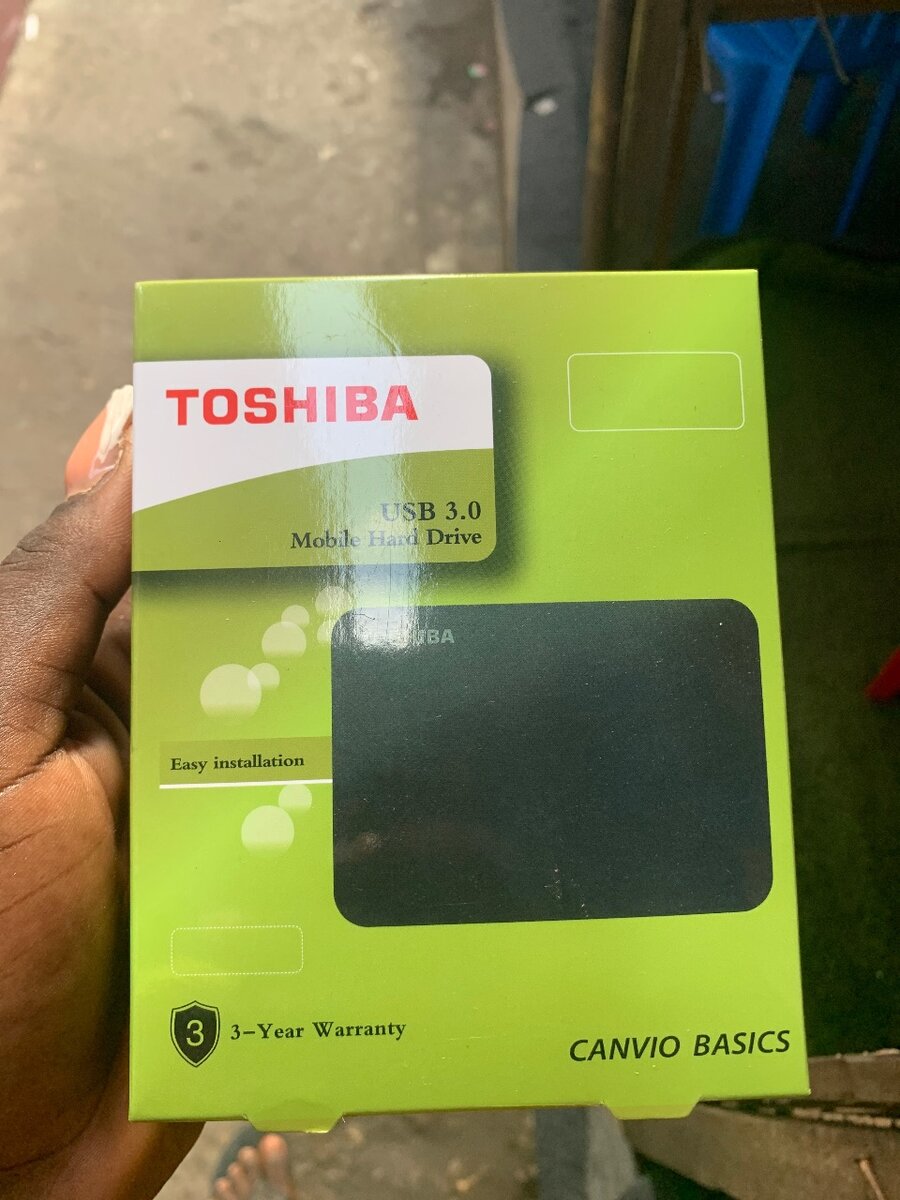 TOSHIBA
USB 3.0
Mobile Hard Drive
TOSHIBA
Easy installation
3
3-Year Warranty
CANVIO BASICS